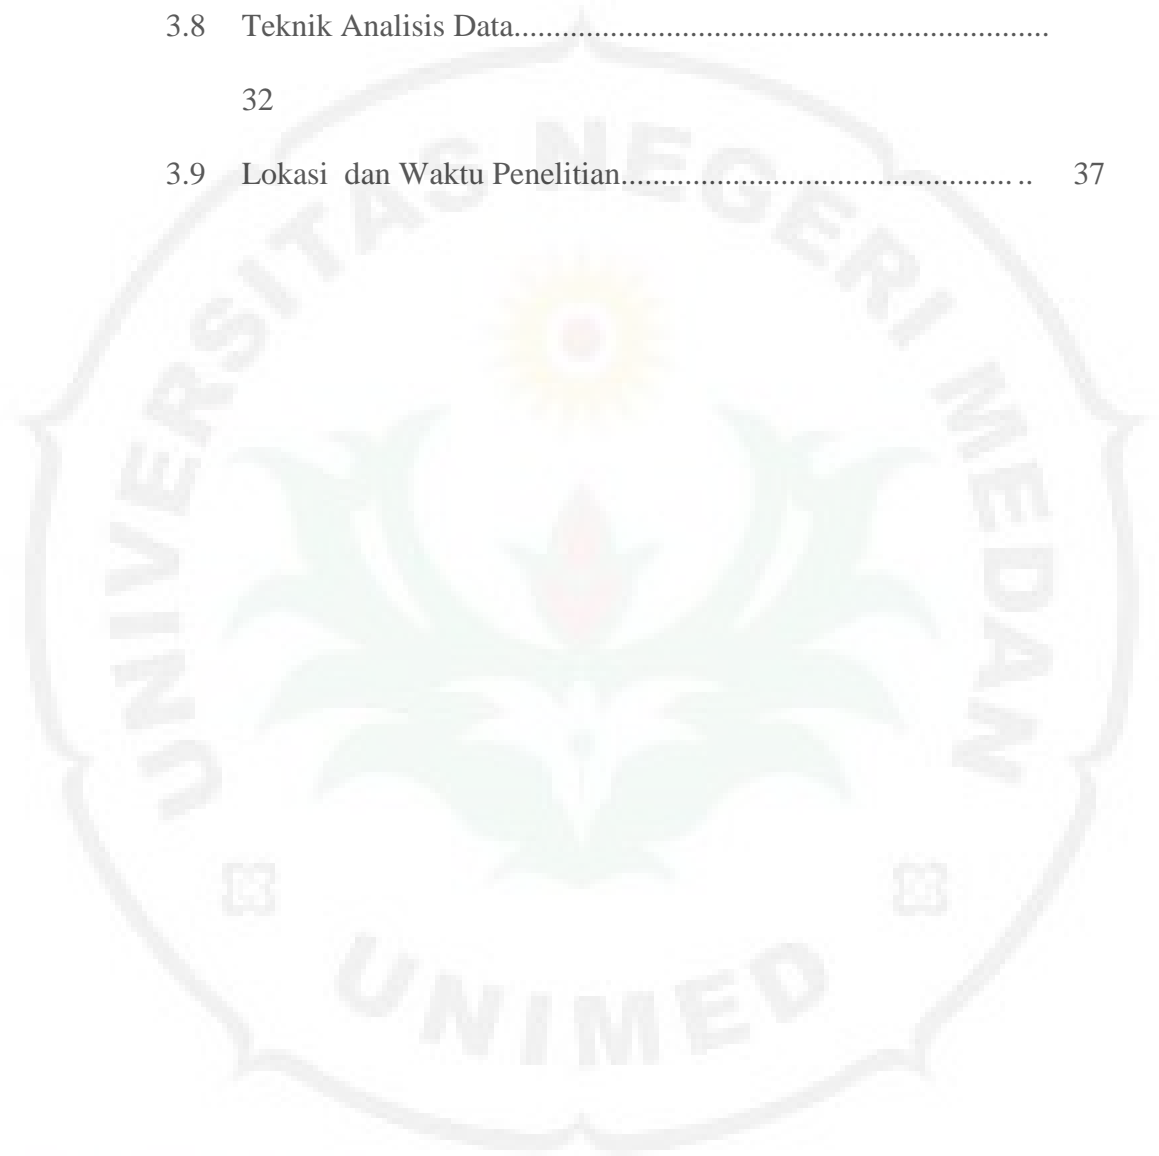 3.8 Teknik Analisis Data...................................................................
32
3.9 Lokasi dan Waktu Penelitian................................................. .. 37
UNIVERSITAS NEGERI MEDAN
UNIMED